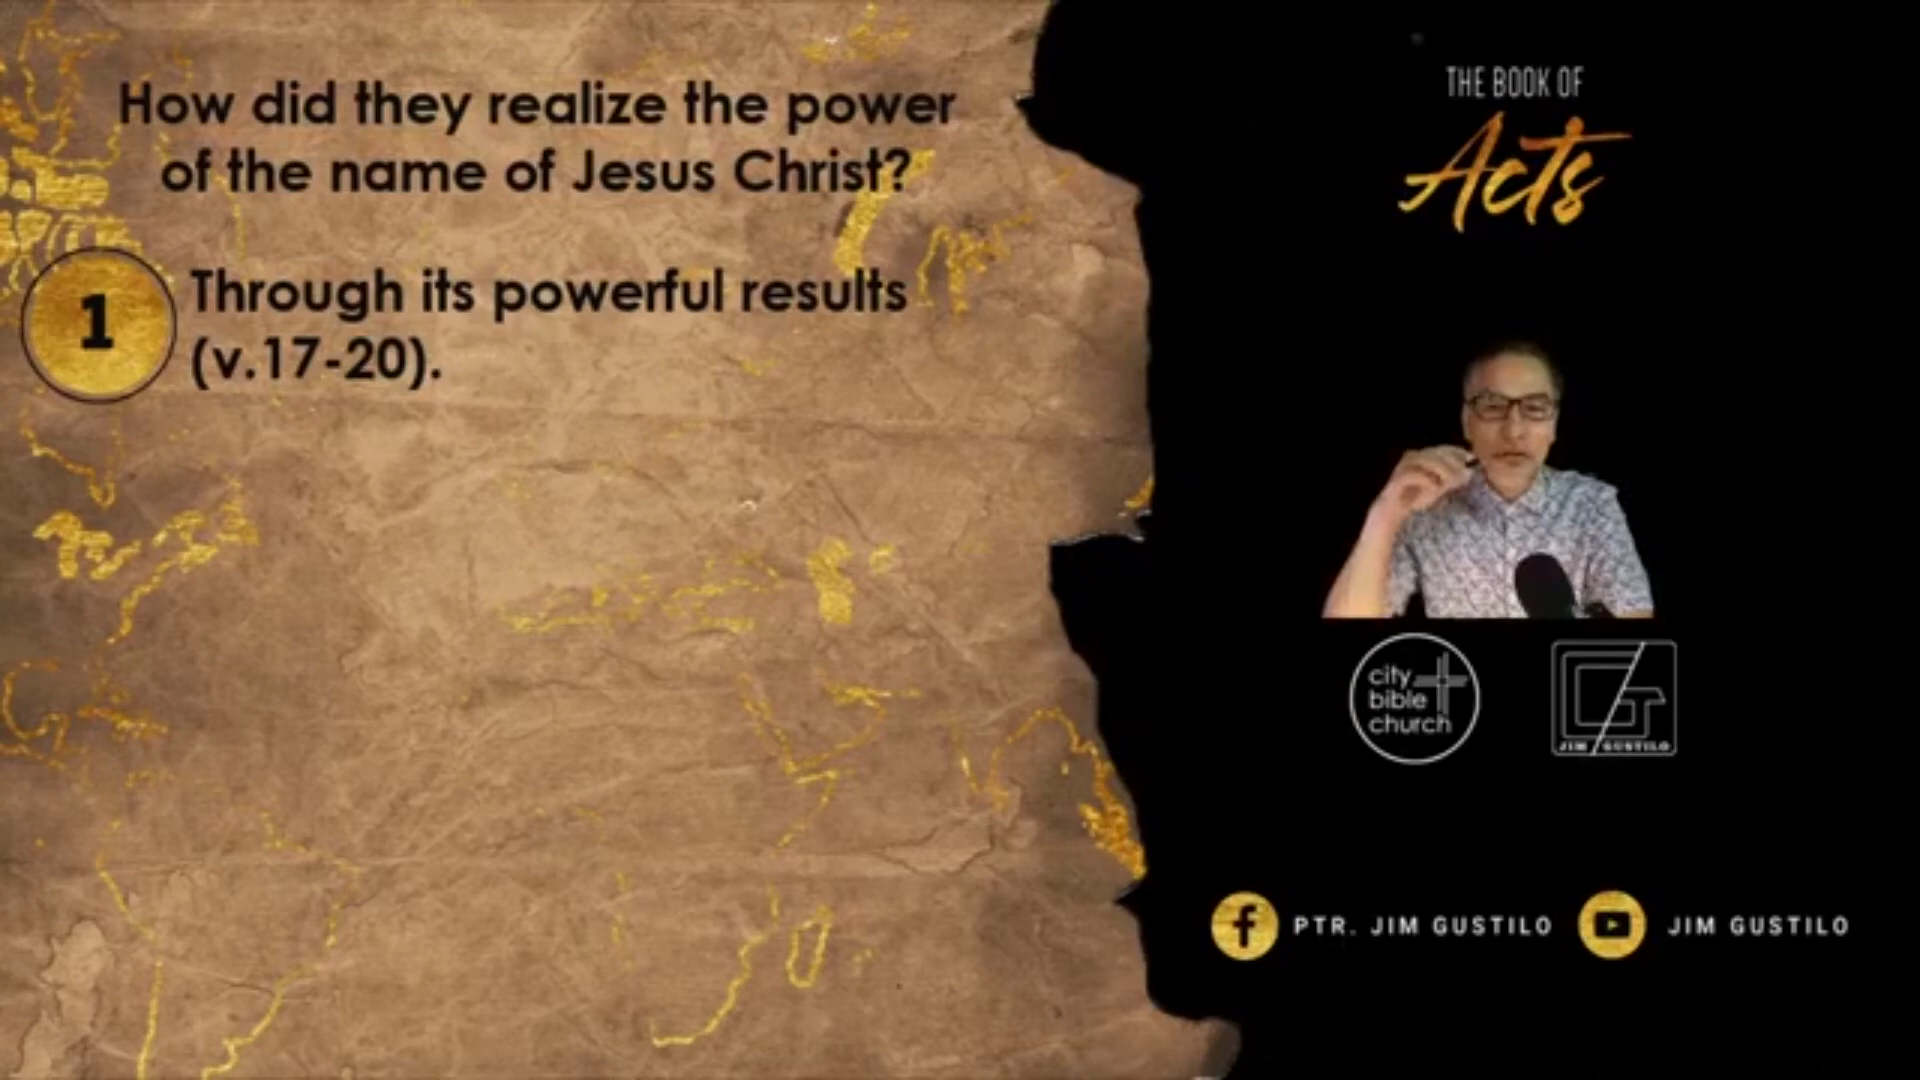 How did they realize the power
of the name of Jesus Christ?
1
Through its powerful results
(v.17-20).
THE BOOK OF
Acts
city
bible
church
JIM GUSTILO
PTR. JIM GUSTILO
JIM GUSTILO